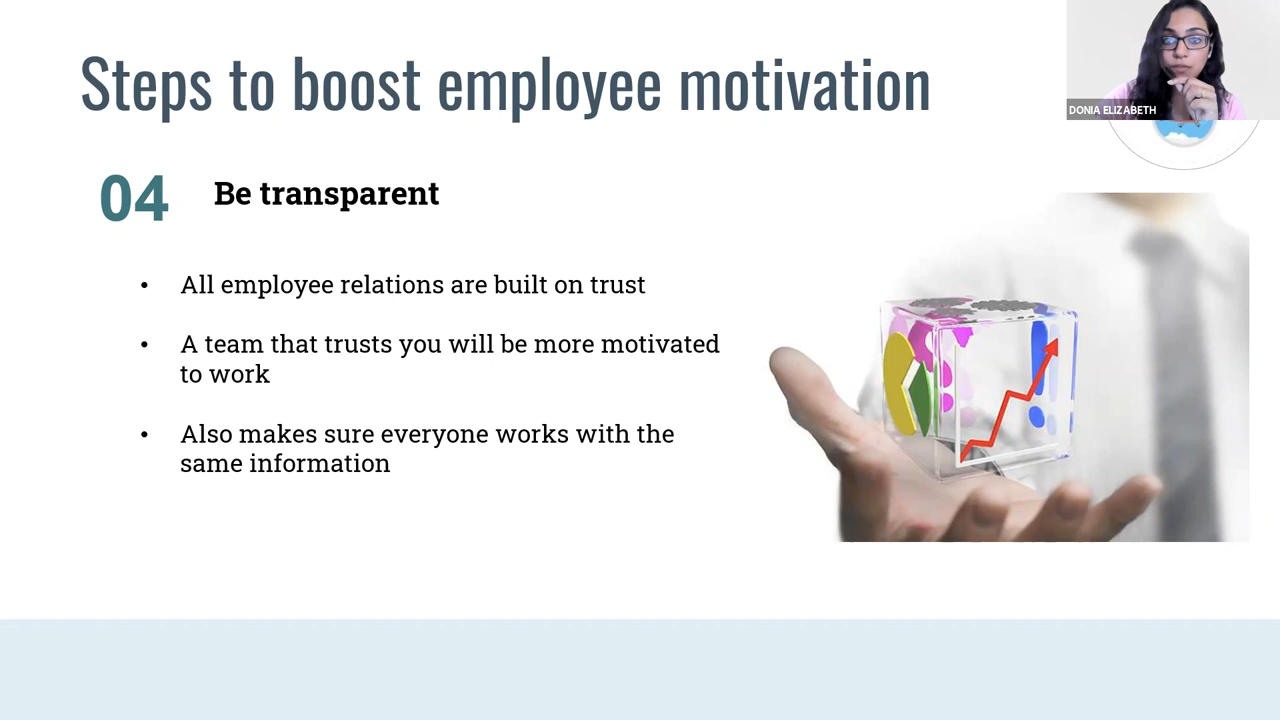 Steps to boost employee motivation
DONIA ELIZABETH
04 Be transparent
• All employee relations are built on trust
• A team that trusts you will be more motivated
to work
• Also makes sure everyone works with the
same information